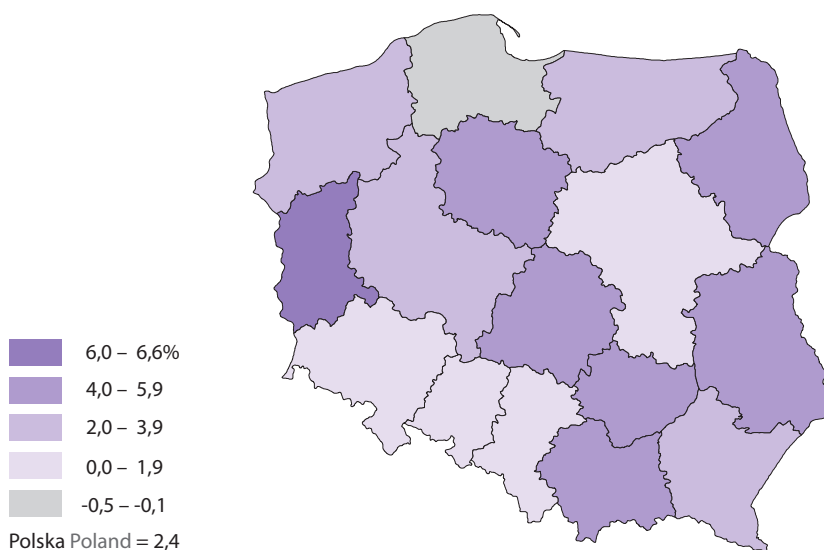 6,0 – 6,6%
4,0 – 5,9
2,0 – 3,9
0,0 – 1,9
-0,5 – -0,1
Polska Poland = 2,4